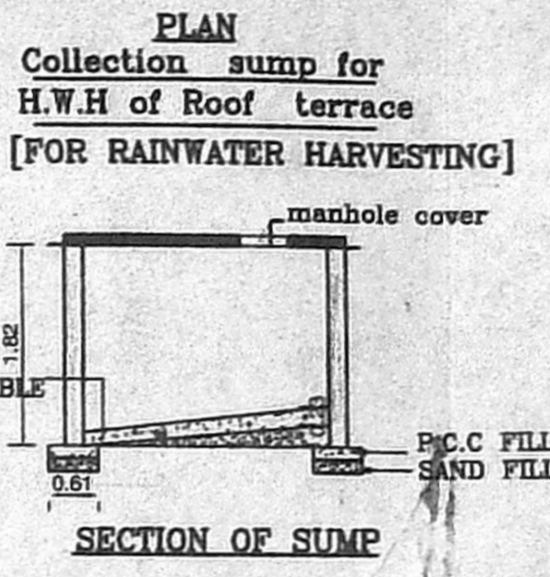 PLAN
Collection sump for
H.W.H of Roof terrace
[FOR RAINWATER HARVESTING]
manhole cover
1.82
BLE
P.C.C FILL
SAND FILL
0.61
SECTION OF SUMP